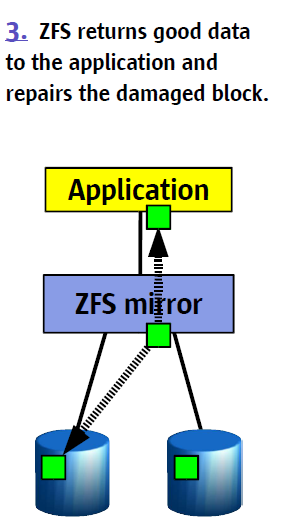 3. ZFS returns good data
to the application and
repairs the damaged block.
Application
ZFS mirror